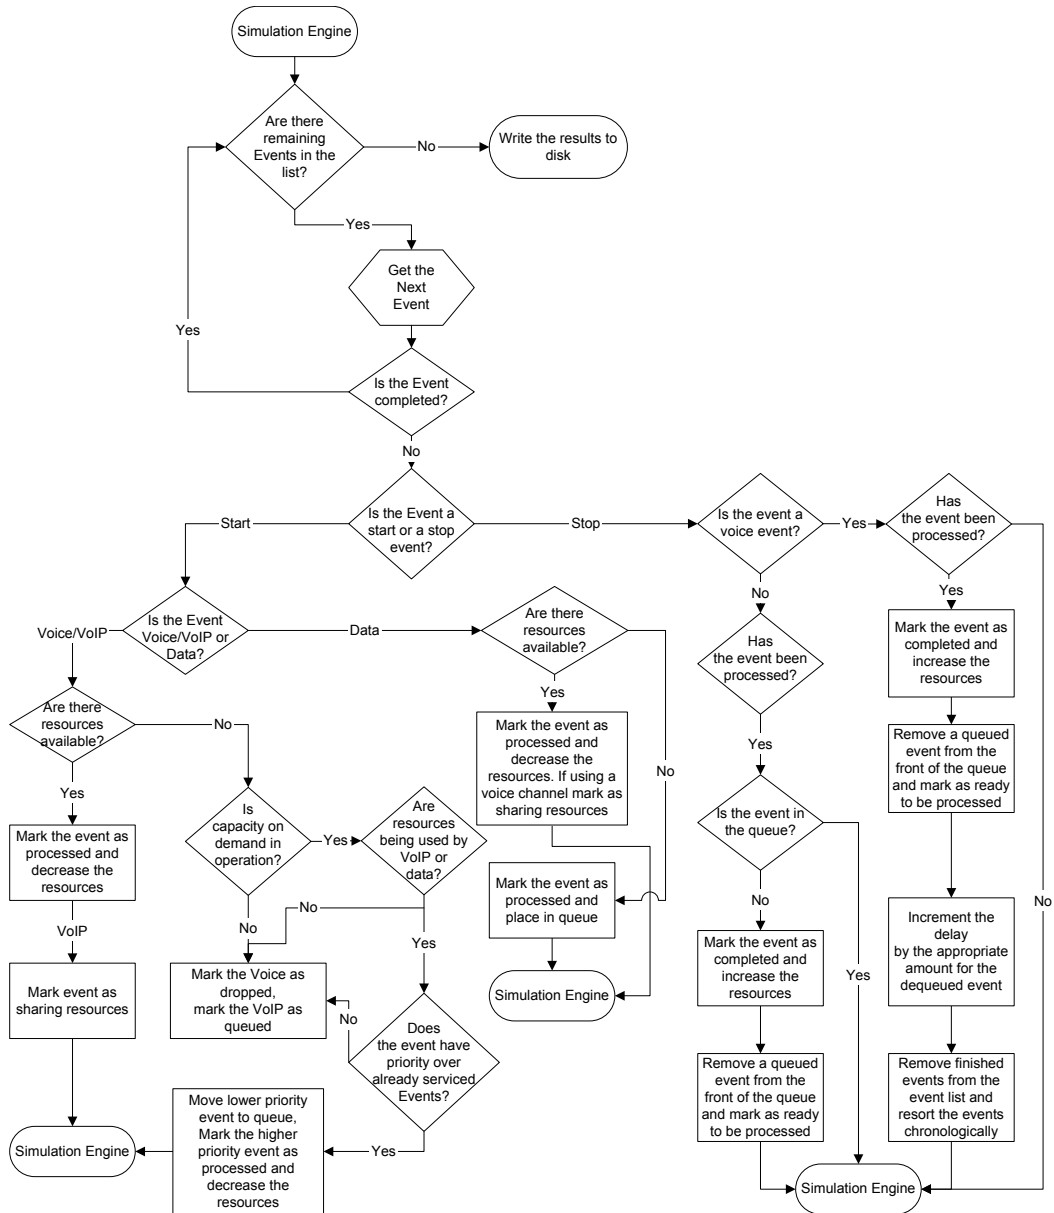 Simulation Engine
Are there
remaining
Events in the
list?
No
Write the results to
disk
Yes
Get the
Next
Event
Yes
Is the Event
completed?
No
Is the Event a
start or a stop
event?
Start
Stop
Is the event a
voice event?
Yes
Has
the event been
processed?
Is the Event
Voice/VoIP or
Data?
Voice/VoIP
Data
Are there
resources
available?
No
Yes
Has
the event been
processed?
Mark the event as
completed and
increase the
resources
Are there
resources
available?
No
Yes
Mark the event as
processed and
decrease the
resources. If using a
voice channel mark as
sharing resources
No
Yes
Remove a queued
event from the
front of the queue
and mark as ready
to be processed
Yes
Is
capacity on
demand in
operation?
Yes
Are
resources
being used by
VoIP or
data?
Is the event in
the queue?
Mark the event as
processed and
decrease the
resources
Mark the event as
processed and
place in queue
No
No
No
Yes
No
VoIP
Mark the event as
completed and
increase the
resources
Yes
Increment the
delay
by the appropriate
amount for the
dequeued event
No
Mark event as
sharing resources
Mark the Voice as
dropped,
mark the VoIP as
queued
No
Simulation Engine
Does
the event have
priority over
already serviced
Events?
Remove a queued
event from the
front of the queue
and mark as ready
to be processed
Remove finished
events from the
event list and
resort the events
chronologically
Simulation Engine
Move lower priority
event to queue,
Mark the higher
priority event as
processed and
decrease the
resources
Yes
Simulation Engine